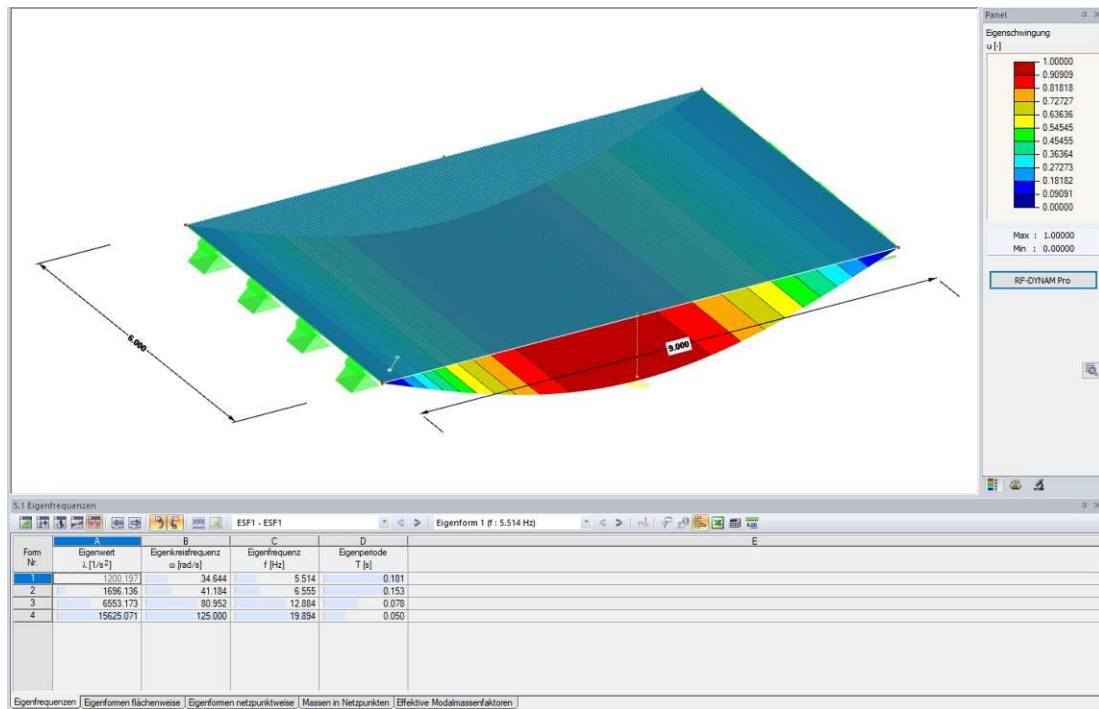 Panel
Eigenschwingung
u [-]
1.00000
0.90909
0.81818
0.72727
0.63636
0.54545
0.45455
0.36364
0.27273
0.18182
0.09091
0.00000
Max : 1.00000
Min : 0.00000
RF-DYNAM Pro
6.000
9.000
5.1 Eigenfrequenzen
ESF1 - ESF1 Eigenform 1 (f : 5.514 Hz)
A B C D E
Form Eigenwert Eigenkreisfrequenz Eigenfrequenz Eigenperiode
Nr. λ [1/s²] ω [rad/s] f [Hz] T [s]
1 1200.197 34.644 5.514 0.181
2 1696.136 41.184 6.555 0.153
3 6553.173 80.952 12.884 0.078
4 15625.071 125.000 19.894 0.050
Eigenfrequenzen Eigenformen flächenweise Eigenformen netzpunktweise Massen in Netzpunkten Effektive Modalmassenfaktoren